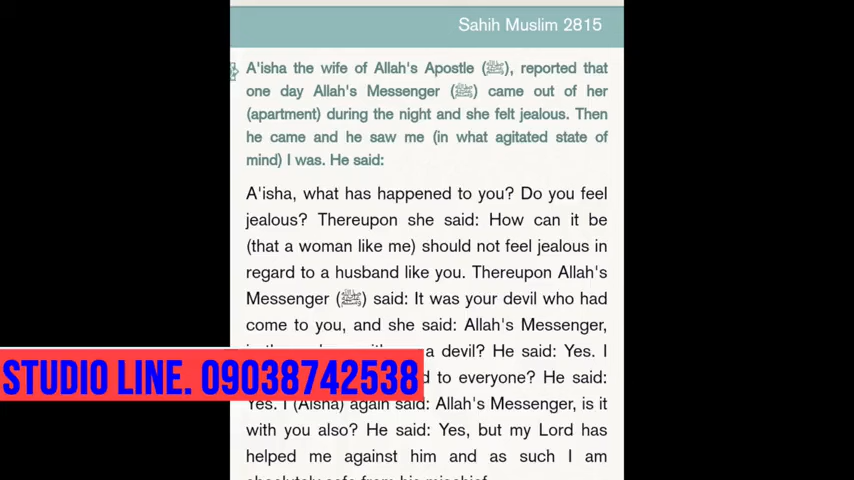 Sahih Muslim 2815
A'isha the wife of Allah's Apostle (ﷺ), reported that
one day Allah's Messenger (ﷺ) came out of her
(apartment) during the night and she felt jealous. Then
he came and he saw me (in what agitated state of
mind) I was. He said:
A'isha, what has happened to you? Do you feel
jealous? Thereupon she said: How can it be
(that a woman like me) should not feel jealous in
regard to a husband like you. Thereupon Allah's
Messenger (ﷺ) said: It was your devil who had
come to you, and she said: Allah's Messenger,
a devil? He said: Yes. I
STUDIO LINE. 09038742538
to everyone? He said:
Yes. I (Aisha) again said: Allah's Messenger, is it
with you also? He said: Yes, but my Lord has
helped me against him and as such I am